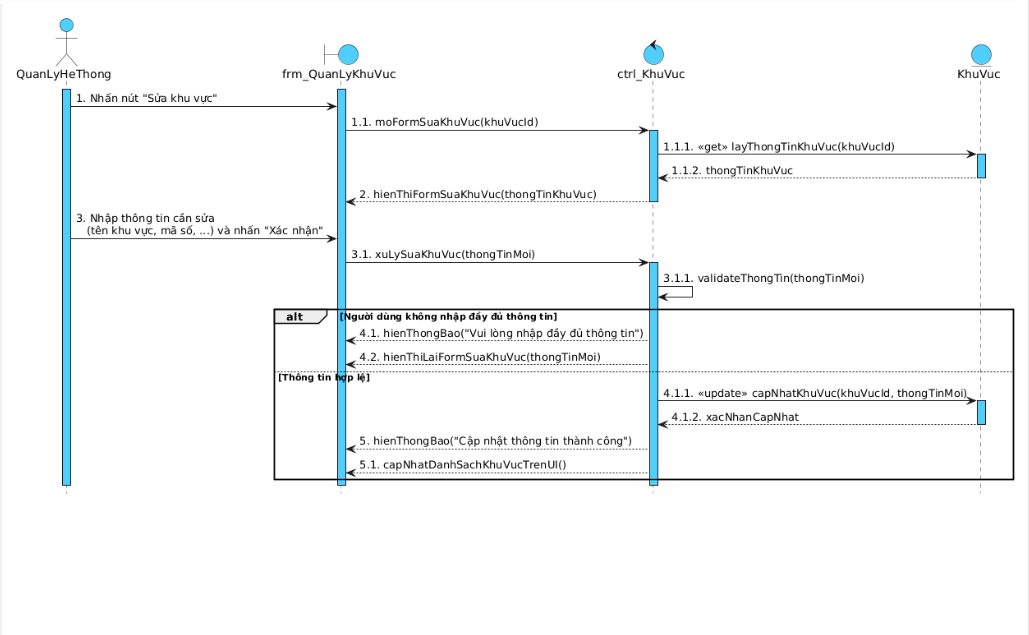 QuanLyHeThong
frm_QuanLyKhuVuc
ctrl_KhuVuc
KhuVuc
1. Nhấn nút "Sửa khu vực"
1.1. moFormSuaKhuVuc(khuVucId)
1.1.1. «get» layThongTinKhuVuc(khuVucId)
1.1.2. thongTinKhuVuc
2. hienThiFormSuaKhuVuc(thongTinKhuVuc)
3. Nhập thông tin cần sửa
(tên khu vực, mã số, ...) và nhấn "Xác nhận"
3.1. xuLySuaKhuVuc(thongTinMoi)
3.1.1. validateThongTin(thongTinMoi)
alt [Người dùng không nhập đầy đủ thông tin]
4.1. hienThongBao("Vui lòng nhập đầy đủ thông tin")
4.2. hienThiLaiFormSuaKhuVuc(thongTinMoi)
[Thông tin hợp lệ]
4.1.1. «update» capNhatKhuVuc(khuVucId, thongTinMoi)
4.1.2. xacNhanCapNhat
5. hienThongBao("Cập nhật thông tin thành công")
5.1. capNhatDanhSachKhuVucTrenUI()